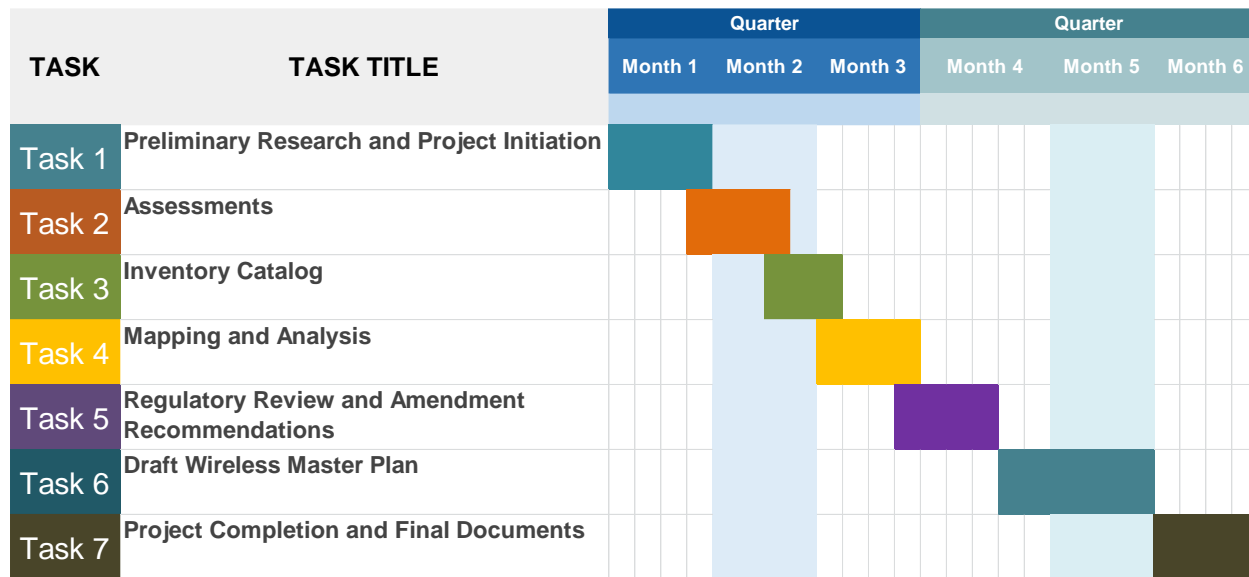 Quarter Quarter
TASK TASK TITLE Month 1 Month 2 Month 3 Month 4 Month 5 Month 6
Task 1 Preliminary Research and Project Initiation
Task 2 Assessments
Task 3 Inventory Catalog
Task 4 Mapping and Analysis
Task 5 Regulatory Review and Amendment
Recommendations
Task 6 Draft Wireless Master Plan
Task 7 Project Completion and Final Documents